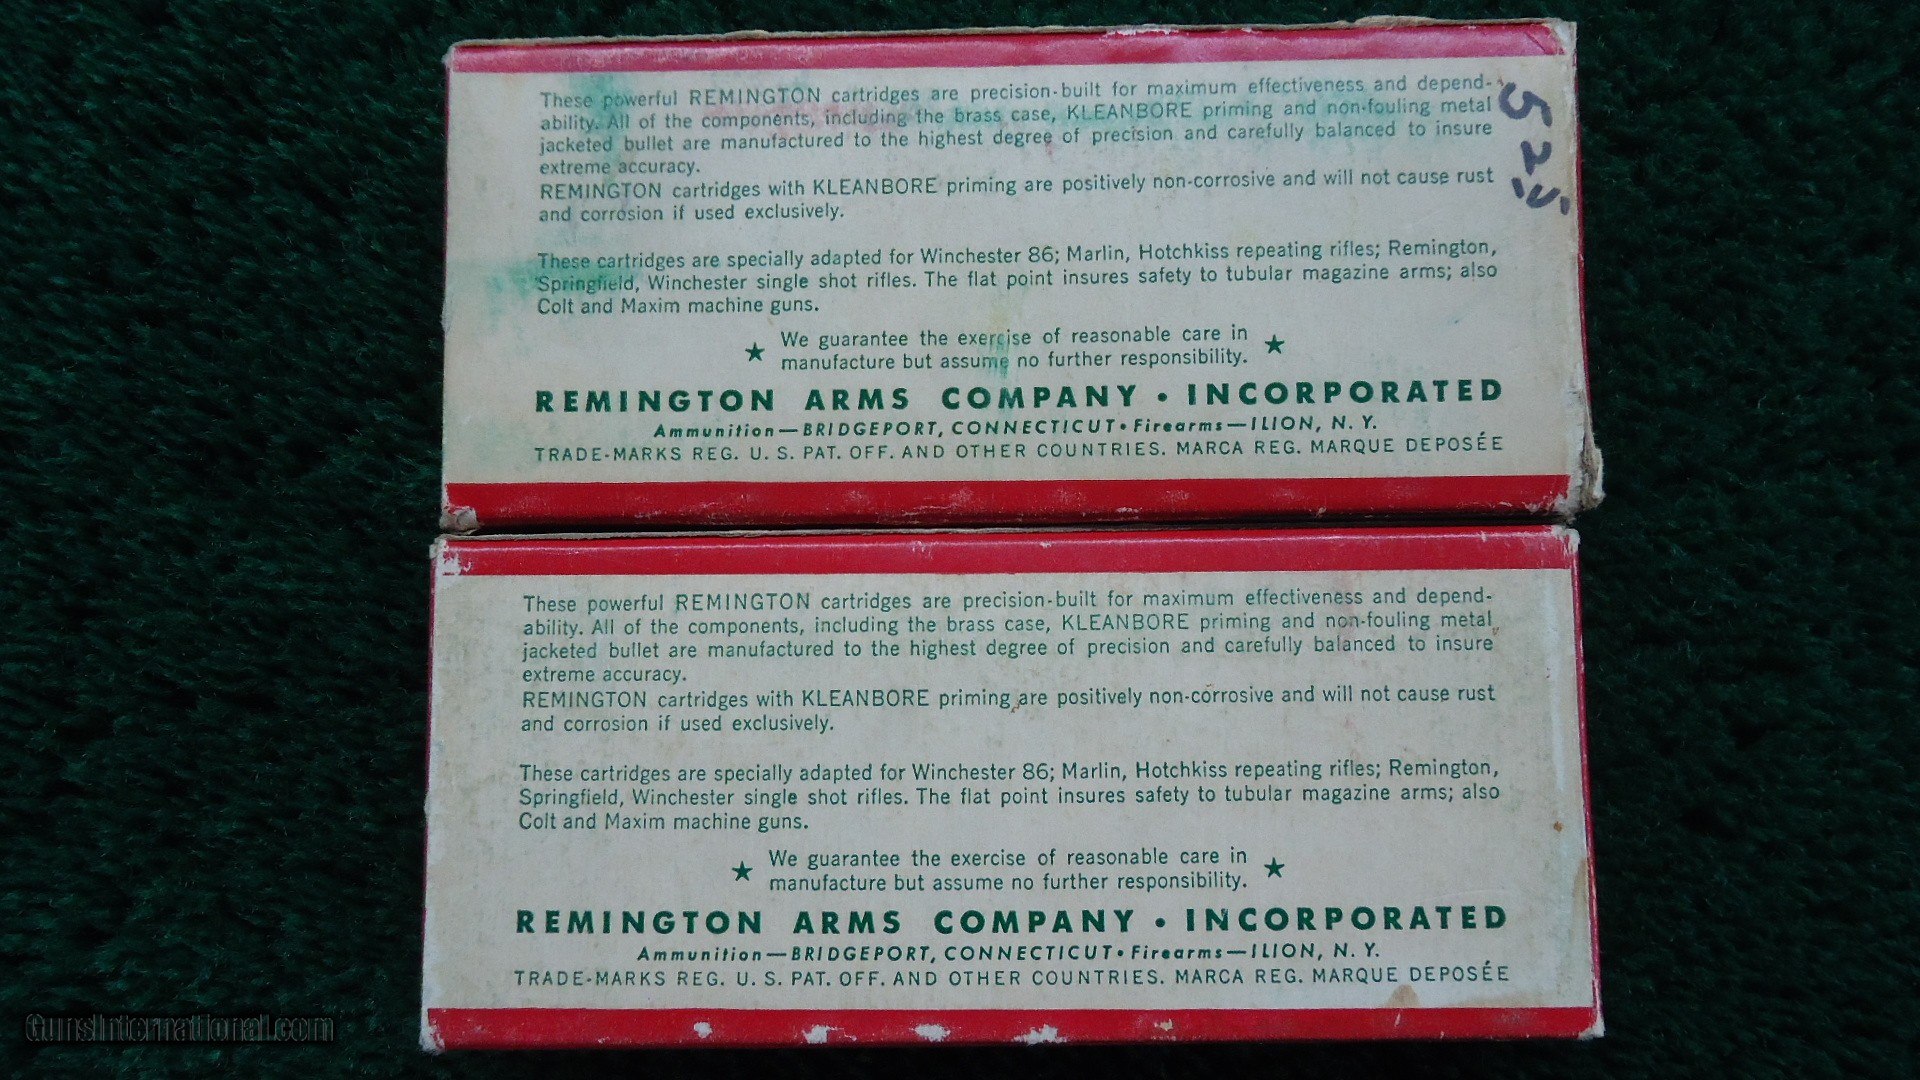 These powerful REMINGTON cartridges are precision-built for maximum effectiveness and depend-
ability. All of the components, including the brass case, KLEANBORE priming and non-fouling metal
jacketed bullet are manufactured to the highest degree of precision and carefully balanced to insure
extreme accuracy.
REMINGTON cartridges with KLEANBORE priming are positively non-corrosive and will not cause rust
and corrosion if used exclusively.
These cartridges are specially adapted for Winchester 86; Marlin, Hotchkiss repeating rifles; Remington,
Springfield, Winchester single shot rifles. The flat point insures safety to tubular magazine arms; also
Colt and Maxim machine guns.
★ We guarantee the exercise of reasonable care in ★
manufacture but assume no further responsibility.
REMINGTON ARMS COMPANY • INCORPORATED
Ammunition—BRIDGEPORT, CONNECTICUT • Firearms—ILION, N. Y.
TRADE-MARKS REG. U. S. PAT. OFF. AND OTHER COUNTRIES. MARCA REG. MARQUE DEPOSÉE
52
These powerful REMINGTON cartridges are precision-built for maximum effectiveness and depend-
ability. All of the components, including the brass case, KLEANBORE priming and non-fouling metal
jacketed bullet are manufactured to the highest degree of precision and carefully balanced to insure
extreme accuracy.
REMINGTON cartridges with KLEANBORE priming are positively non-corrosive and will not cause rust
and corrosion if used exclusively.
These cartridges are specially adapted for Winchester 86; Marlin, Hotchkiss repeating rifles; Remington,
Springfield, Winchester single shot rifles. The flat point insures safety to tubular magazine arms; also
Colt and Maxim machine guns.
★ We guarantee the exercise of reasonable care in ★
manufacture but assume no further responsibility.
REMINGTON ARMS COMPANY • INCORPORATED
Ammunition—BRIDGEPORT, CONNECTICUT • Firearms—ILION, N. Y.
TRADE-MARKS REG. U. S. PAT. OFF. AND OTHER COUNTRIES. MARCA REG. MARQUE DEPOSÉE
GunsInternational.com